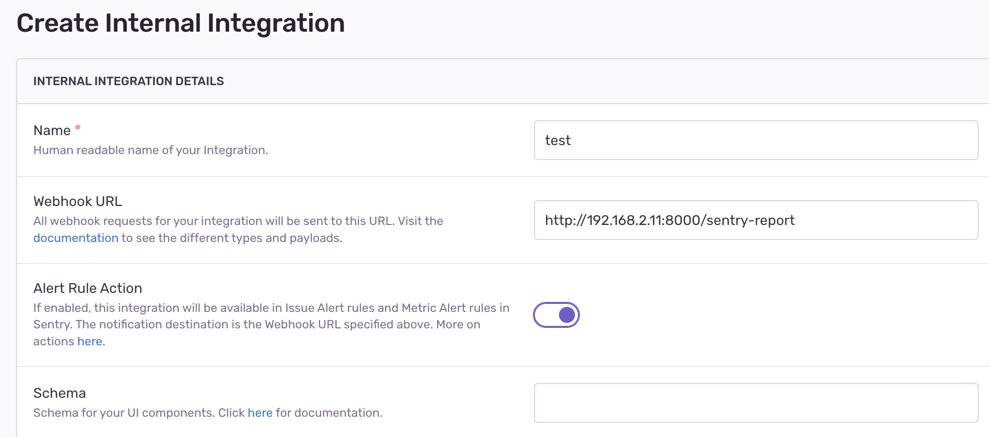 Create Internal Integration
INTERNAL INTEGRATION DETAILS
Name *
Human readable name of your Integration.
test
Webhook URL
All webhook requests for your integration will be sent to this URL. Visit the
documentation to see the different types and payloads.
http://192.168.2.11:8000/sentry-report
Alert Rule Action
If enabled, this integration will be available in Issue Alert rules and Metric Alert rules in
Sentry. The notification destination is the Webhook URL specified above. More on
actions here.
Schema
Schema for your UI components. Click here for documentation.